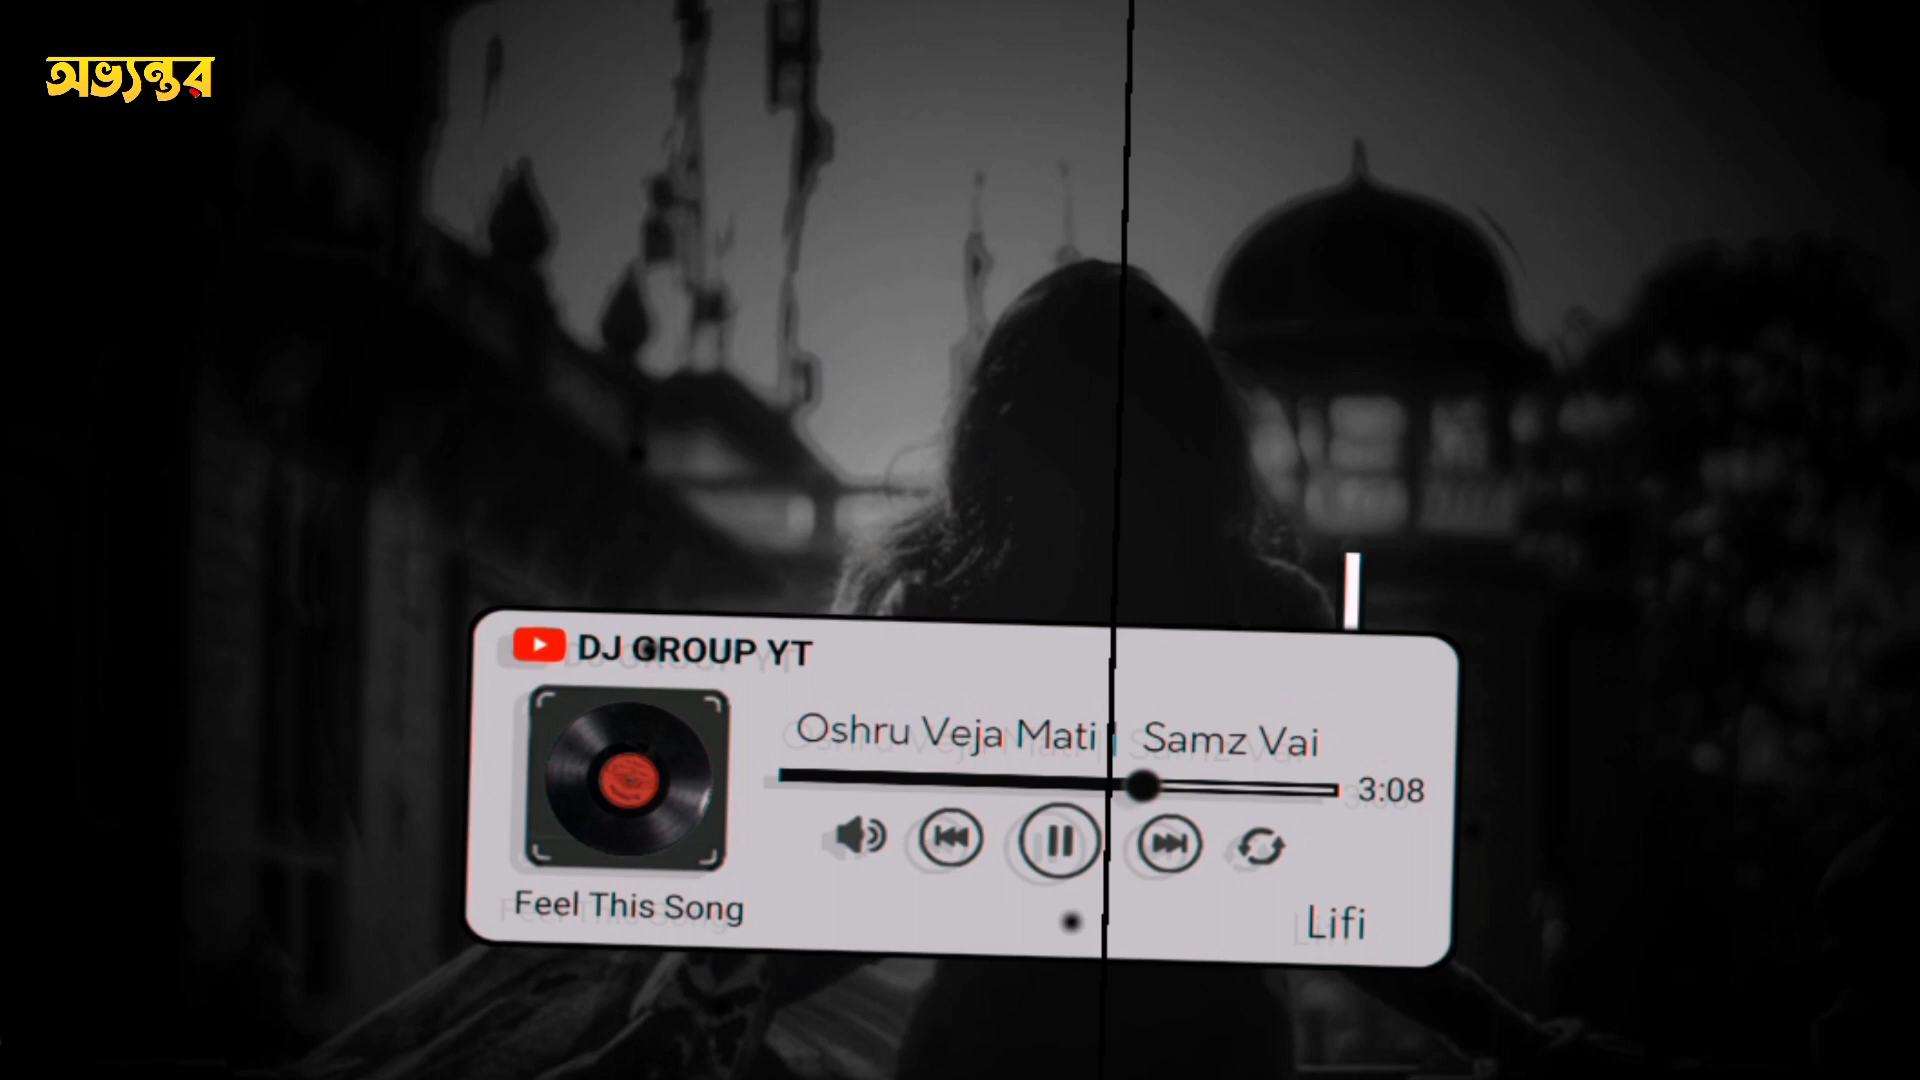 অভ্যন্তর
DJ GROUP YT
Oshru Veja Mati | Samz Vai
3:08
Feel This Song
Lifi